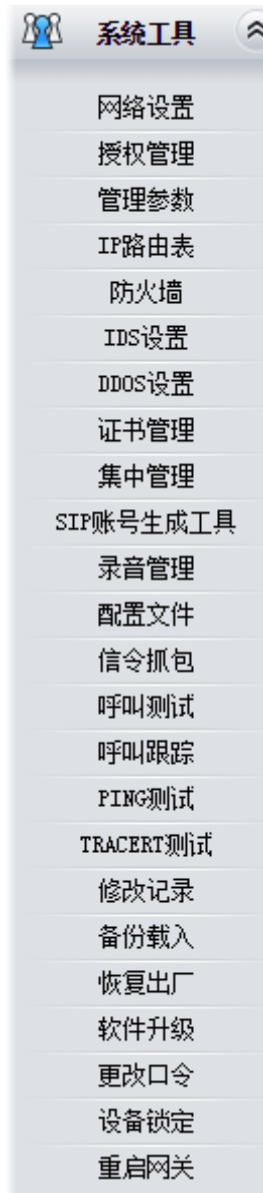 系统工具
网络设置
授权管理
管理参数
IP路由表
防火墙
IDS设置
DDOS设置
证书管理
集中管理
SIP账号生成工具
录音管理
配置文件
信令抓包
呼叫测试
呼叫跟踪
PING测试
TRACERT测试
修改记录
备份载入
恢复出厂
软件升级
更改口令
设备锁定
重启网关